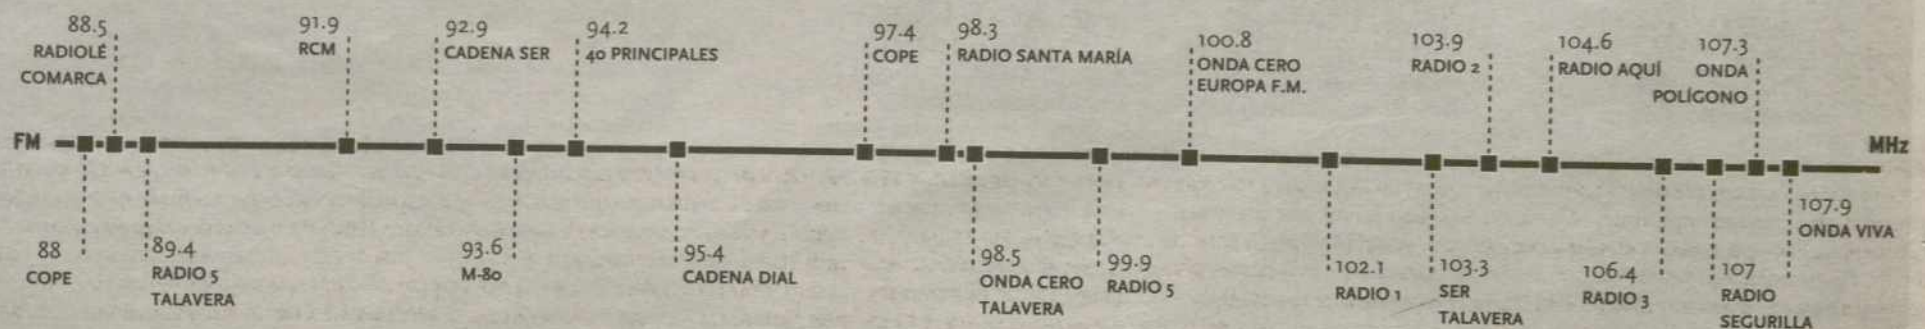 88.5
RADIOLÉ
COMARCA
91.9
RCM
92.9
CADENA SER
94.2
40 PRINCIPALES
97.4
COPE
98.3
RADIO SANTA MARÍA
100.8
ONDA CERO
EUROPA F.M.
103.9
RADIO 2
104.6
RADIO AQUÍ
107.3
ONDA
POLÍGONO
FM
MHz
88
COPE
89.4
RADIO 5
TALAVERA
93.6
M-80
95.4
CADENA DIAL
98.5
ONDA CERO
TALAVERA
99.9
RADIO 5
102.1
RADIO 1
103.3
SER
TALAVERA
106.4
RADIO 3
107
RADIO
SEGURILLA
107.9
ONDA VIVA